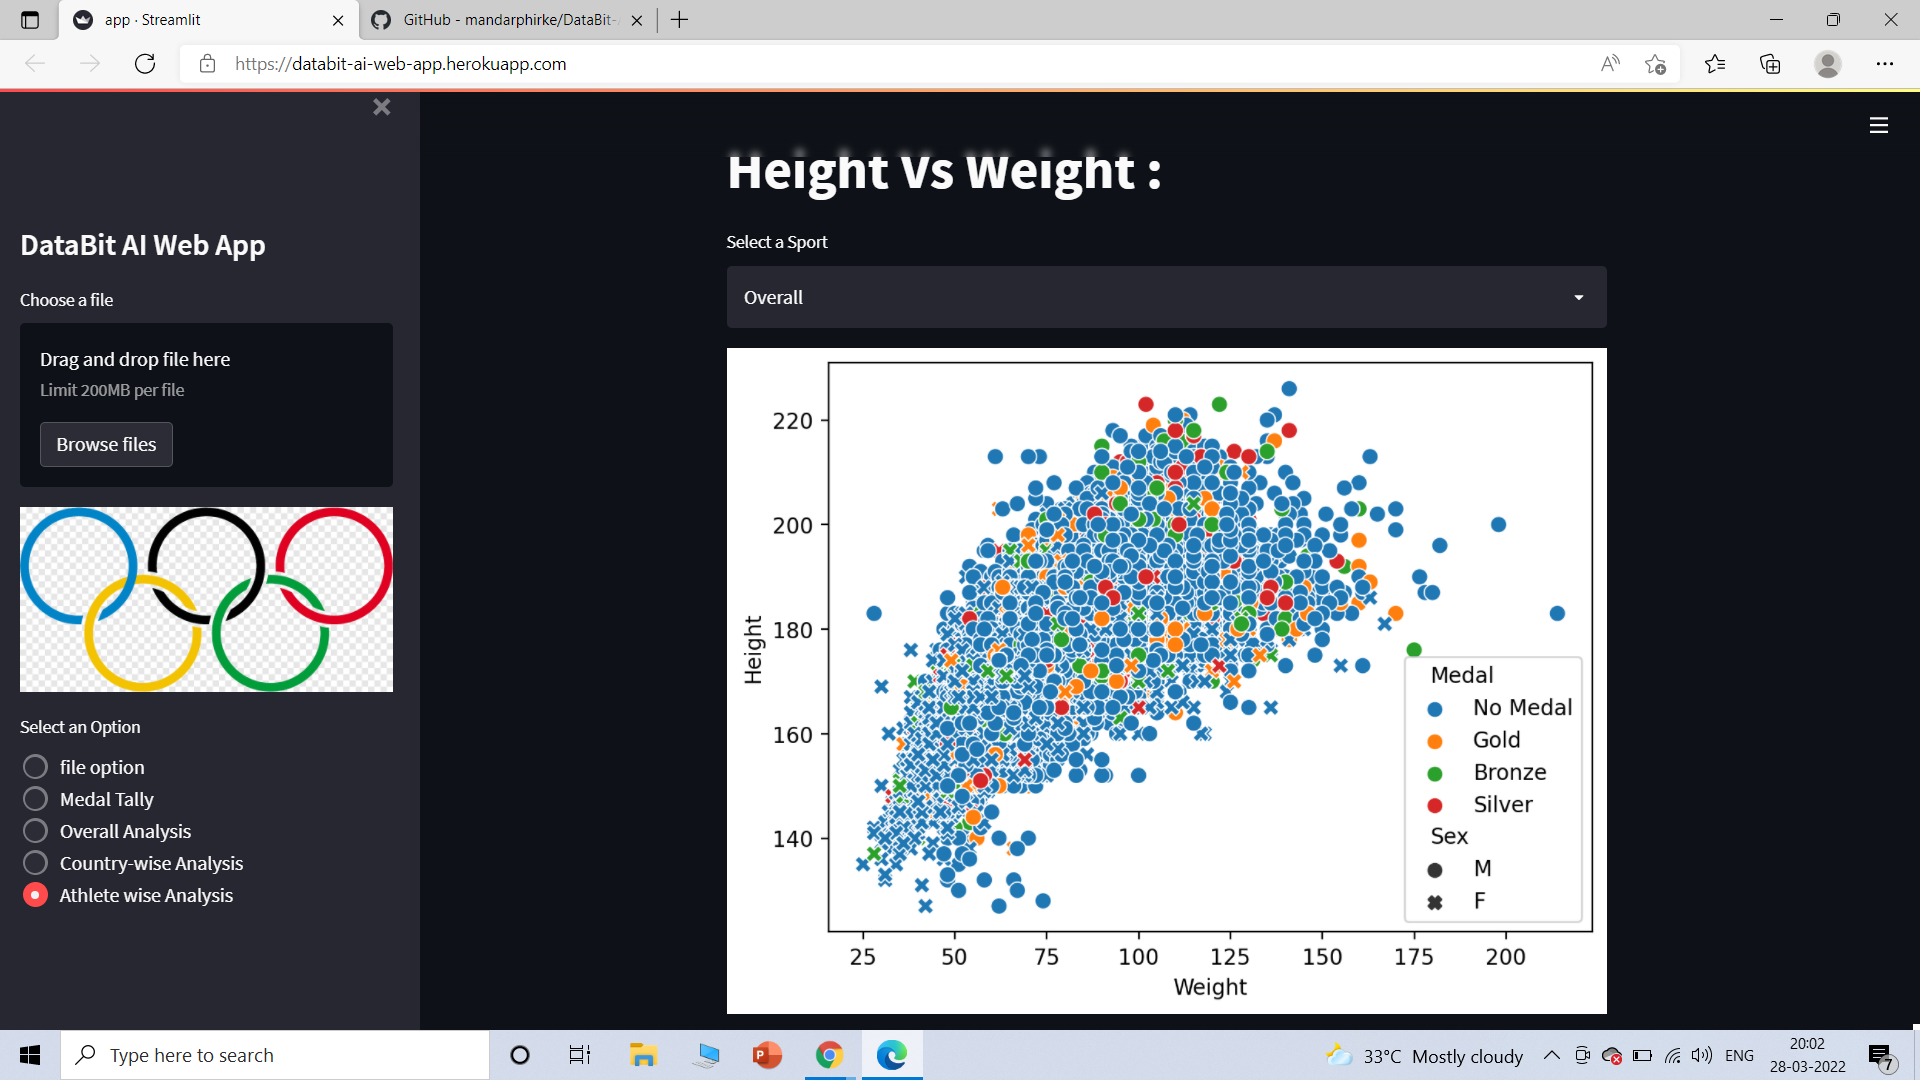 app · Streamlit
GitHub - mandarphirke/DataBit-
https://databit-ai-web-app.herokuapp.com
DataBit AI Web App
Choose a file
Drag and drop file here
Limit 200MB per file
Browse files
Select an Option
file option
Medal Tally
Overall Analysis
Country-wise Analysis
Athlete wise Analysis
Height Vs Weight :
Select a Sport
Overall
220
200
180
160
140
Height
25 50 75 100 125 150 175 200
Weight
Medal
No Medal
Gold
Bronze
Silver
Sex
M
F
Type here to search
33°C Mostly cloudy
ENG
20:02
28-03-2022
7